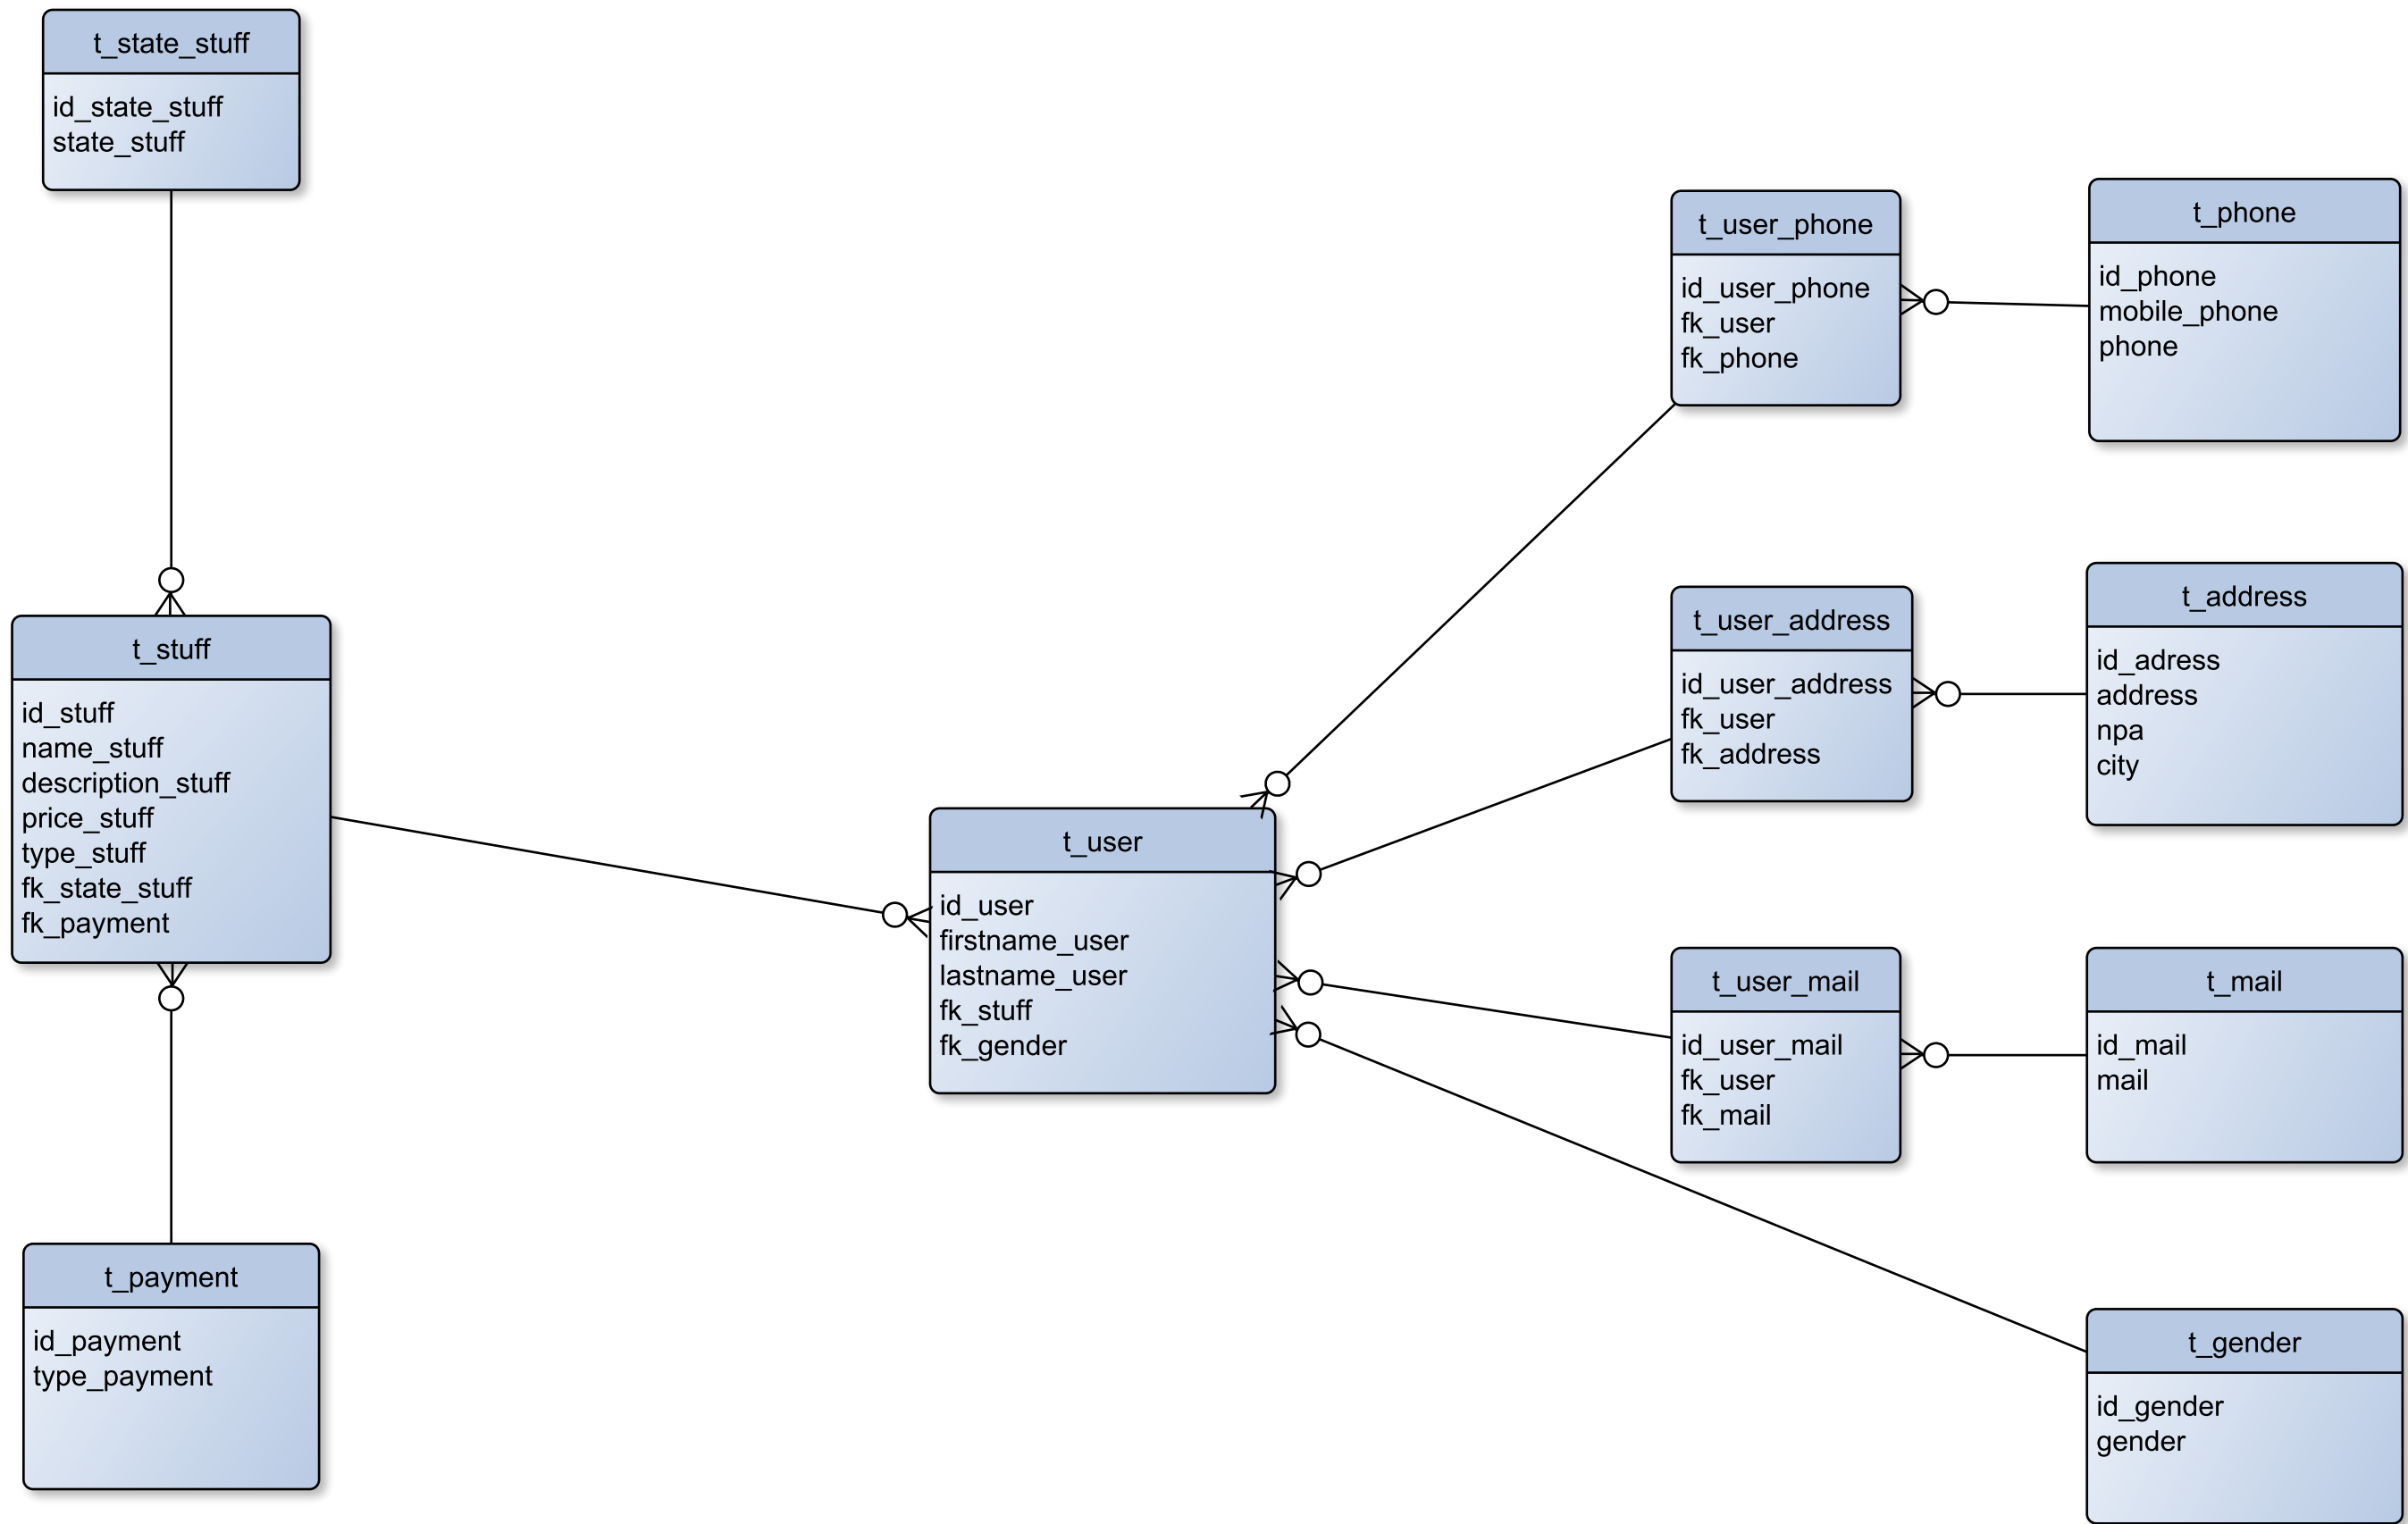 t_state_stuff
id_state_stuff
state_stuff
t_stuff
id_stuff
name_stuff
description_stuff
price_stuff
type_stuff
fk_state_stuff
fk_payment
t_payment
id_payment
type_payment
t_user
id_user
firstname_user
lastname_user
fk_stuff
fk_gender
t_user_phone
id_user_phone
fk_user
fk_phone
t_phone
id_phone
mobile_phone
phone
t_user_address
id_user_address
fk_user
fk_address
t_address
id_adress
address
npa
city
t_user_mail
id_user_mail
fk_user
fk_mail
t_mail
id_mail
mail
t_gender
id_gender
gender